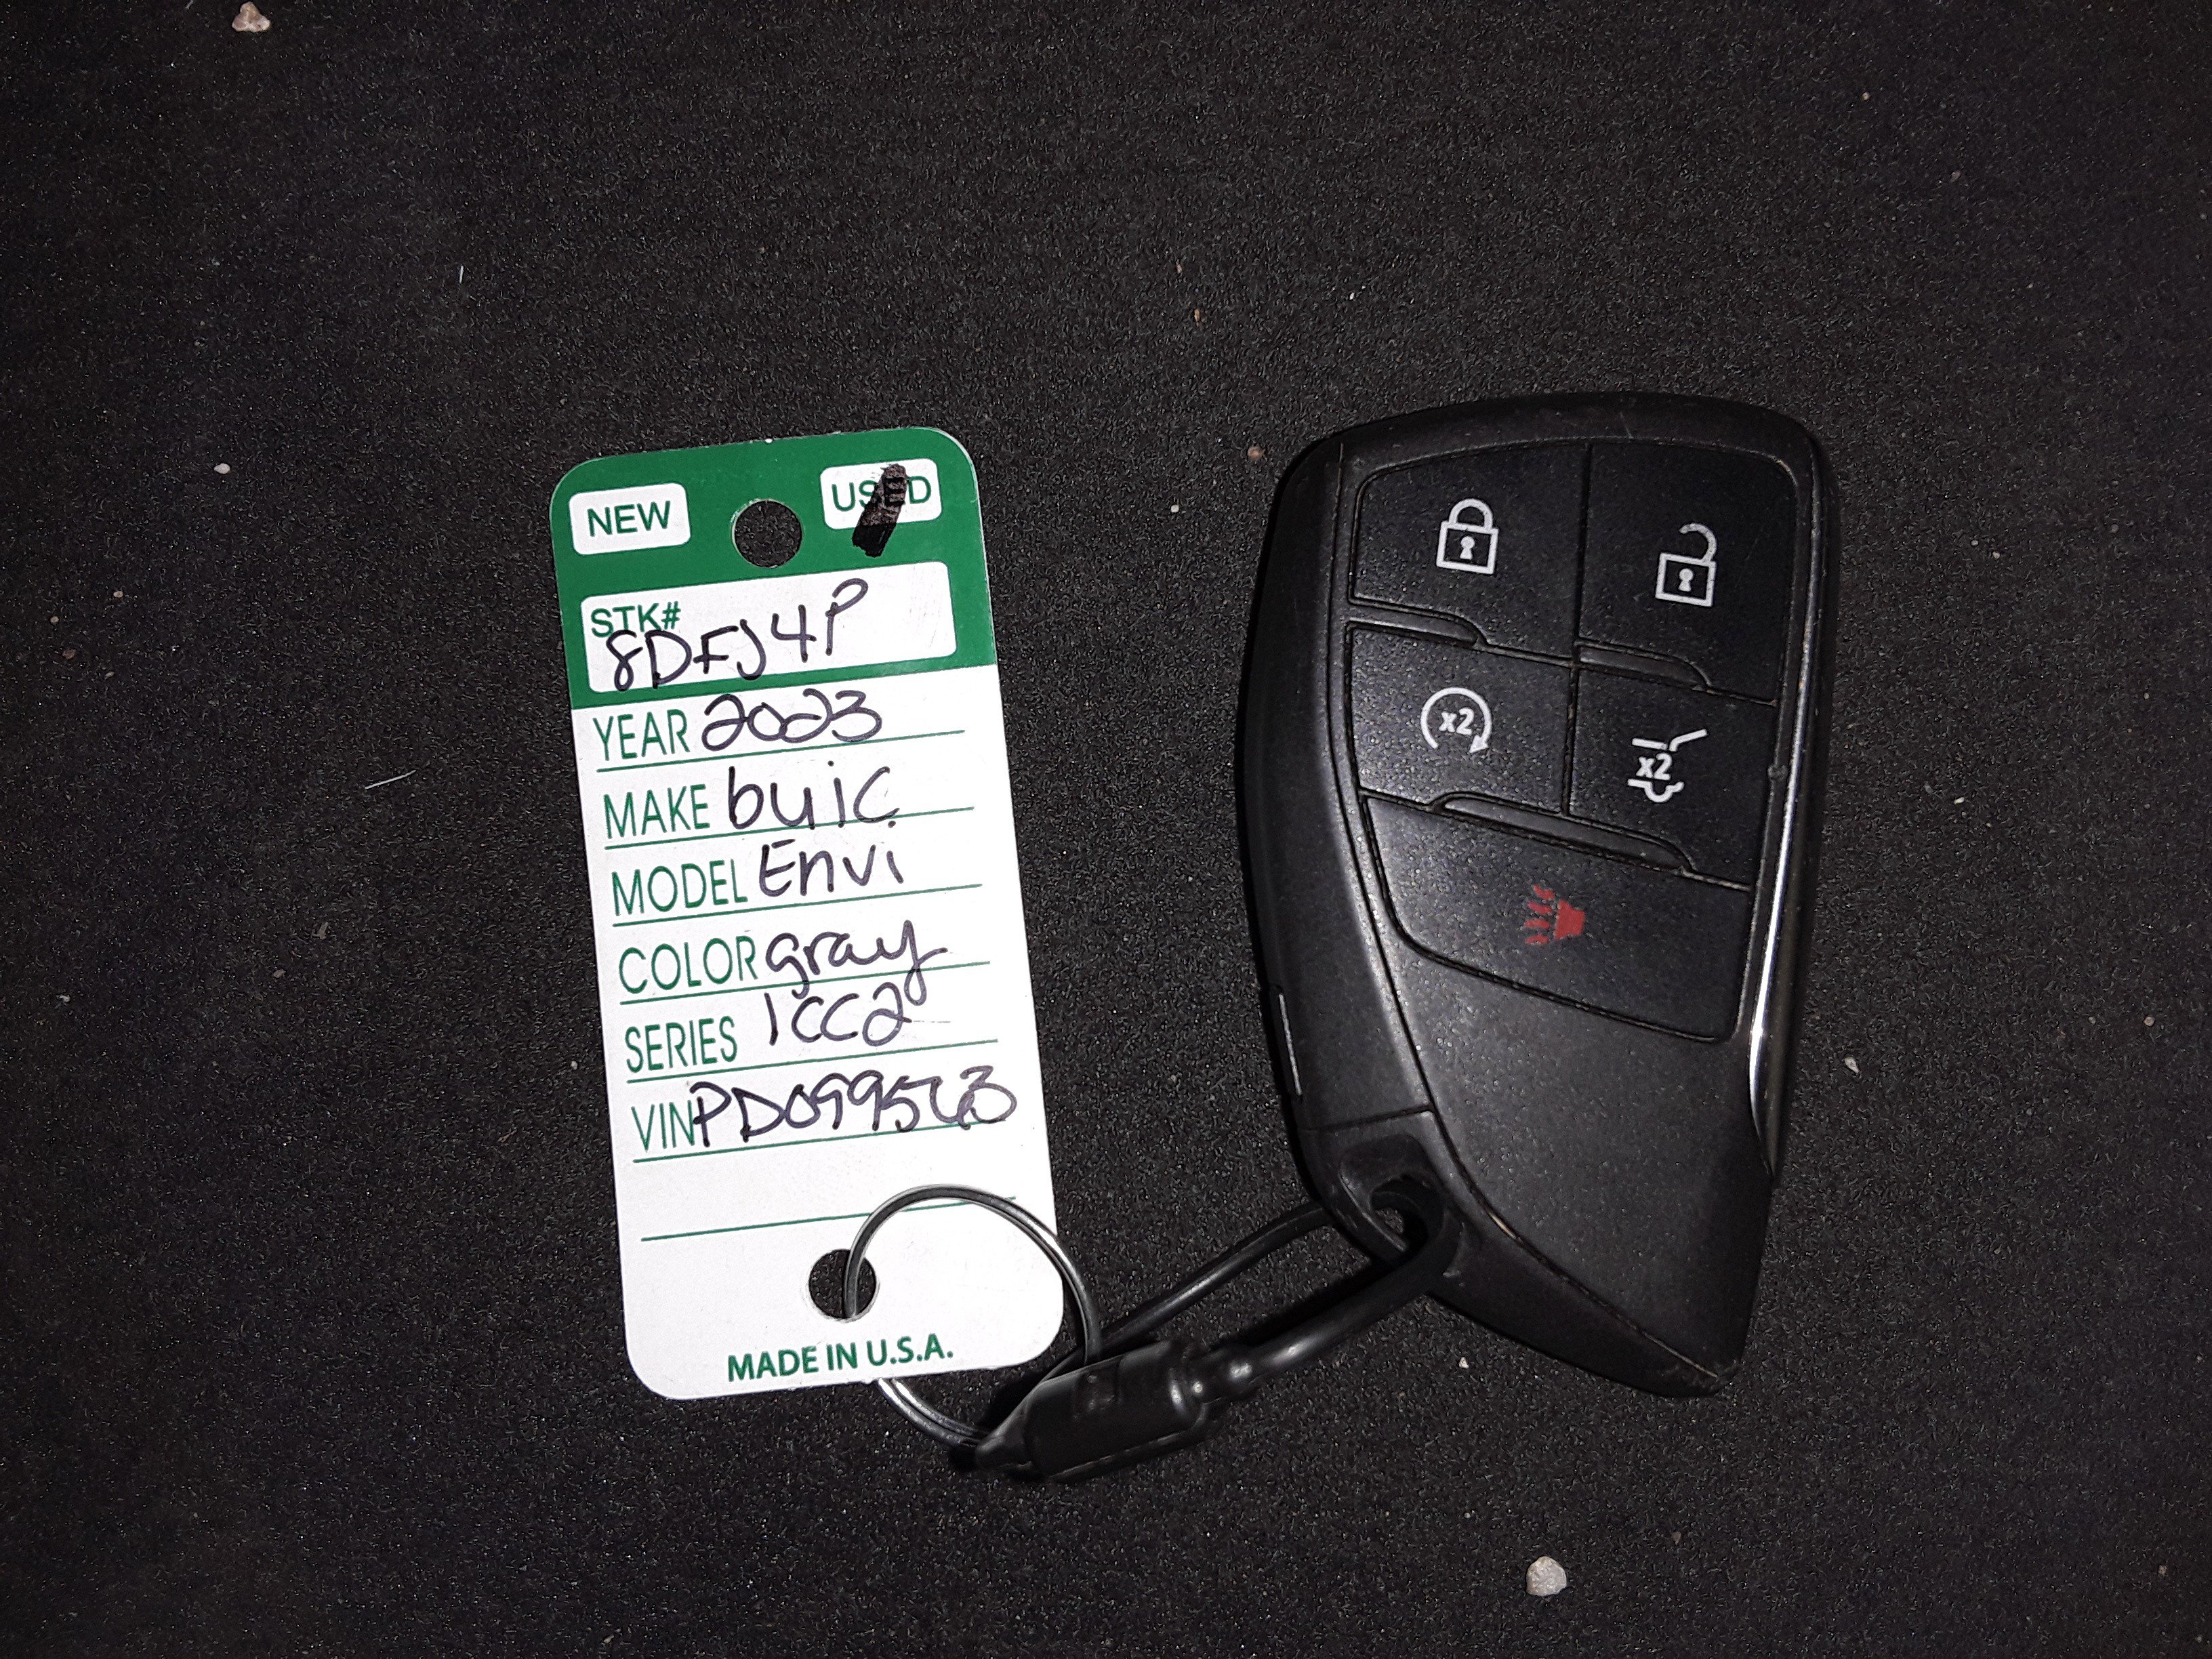 NEW USED
STK#
8DFJ4P
YEAR 2023
MAKE buic
MODEL Envi
COLOR gray
SERIES 1CC2
VIN PD099563
MADE IN U.S.A.
x2
x2